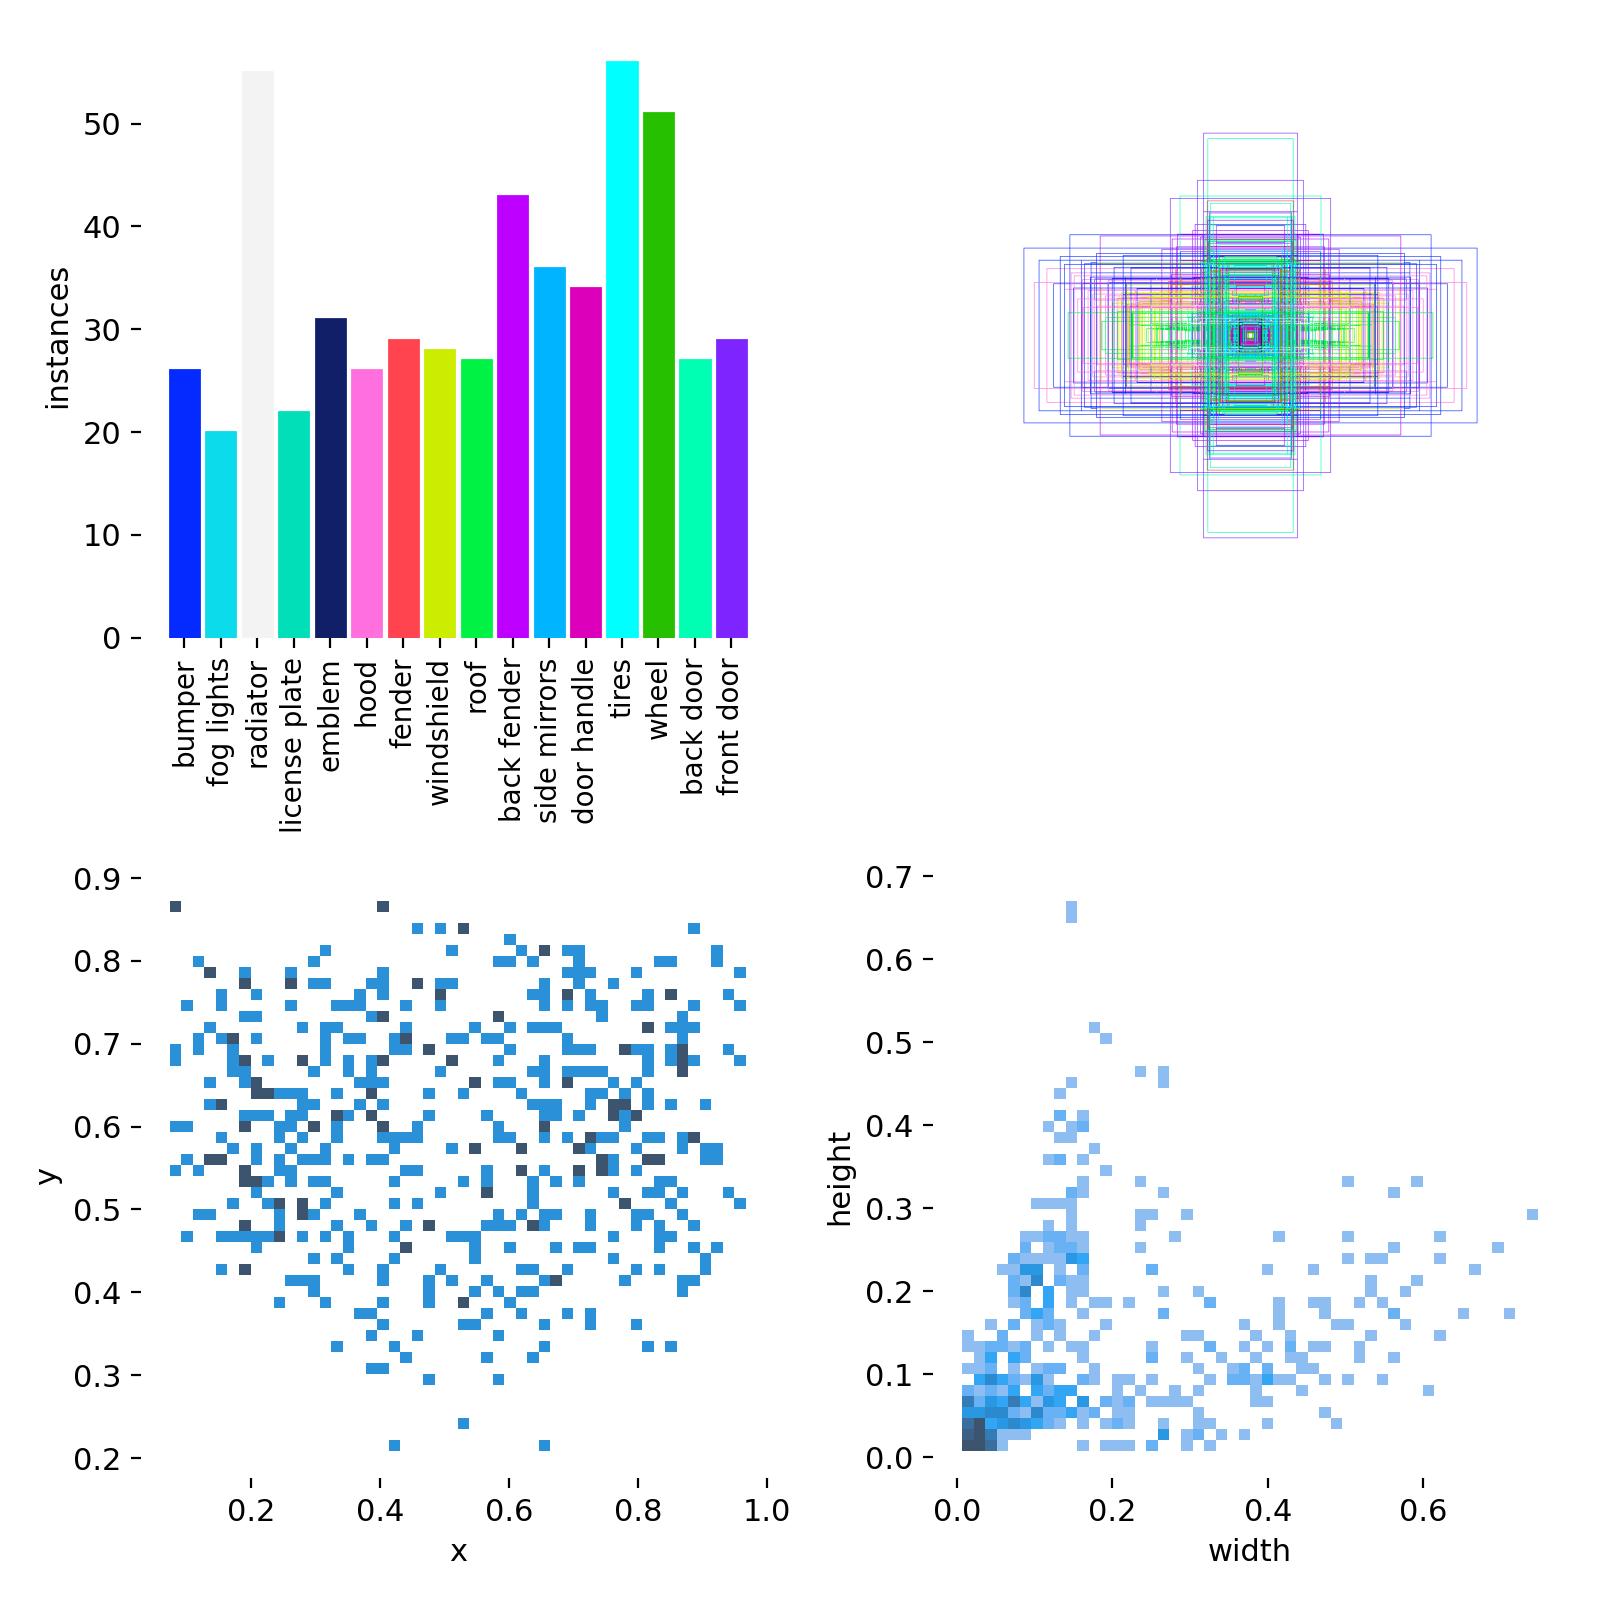 50
40
30
20
10
0
instances
bumper
fog lights
radiator
license plate
emblem
hood
fender
windshield
roof
back fender
side mirrors
door handle
tires
wheel
back door
front door
0.9
0.8
0.7
0.6
0.5
0.4
0.3
0.2
y
0.2 0.4 0.6 0.8 1.0
x
0.7
0.6
0.5
0.4
0.3
0.2
0.1
0.0
height
0.0 0.2 0.4 0.6
width